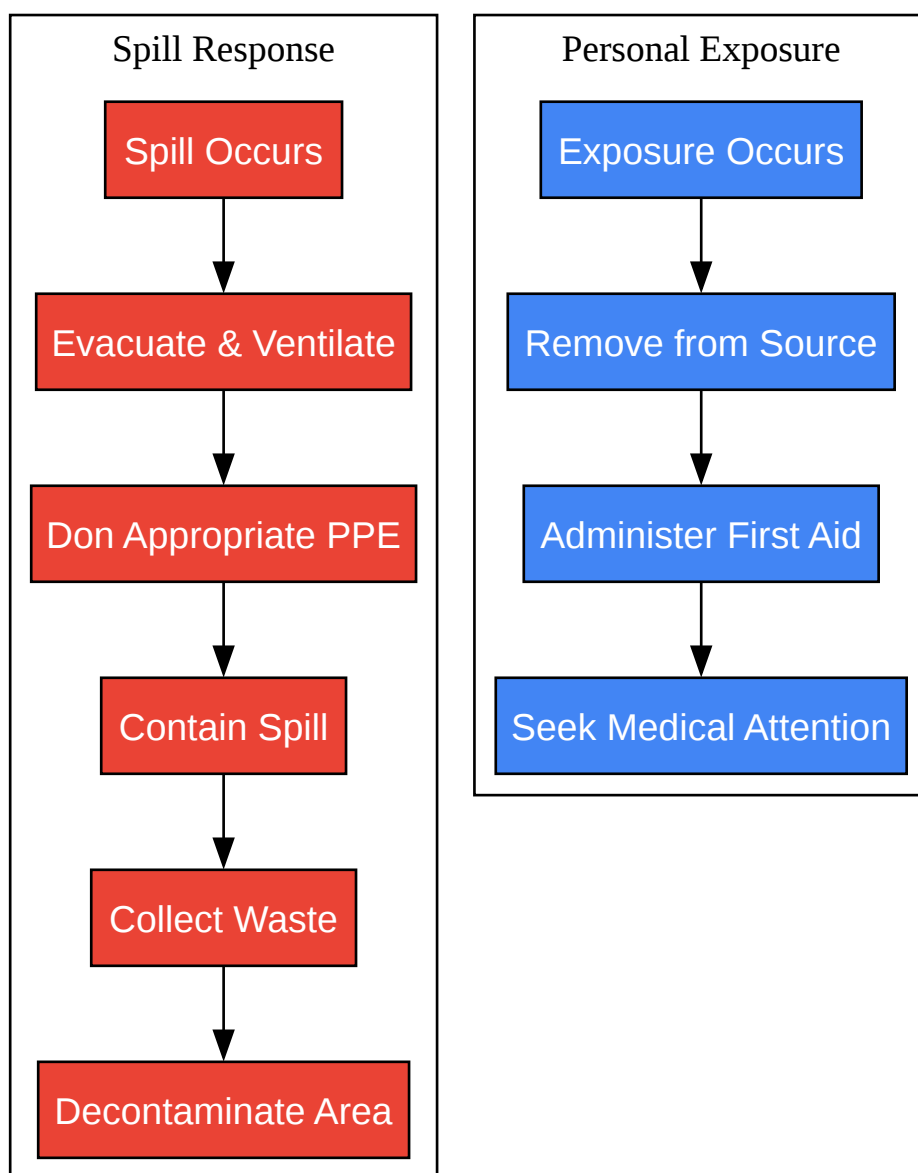 Spill Response
Spill Occurs
Evacuate & Ventilate
Don Appropriate PPE
Contain Spill
Collect Waste
Decontaminate Area
Personal Exposure
Exposure Occurs
Remove from Source
Administer First Aid
Seek Medical Attention